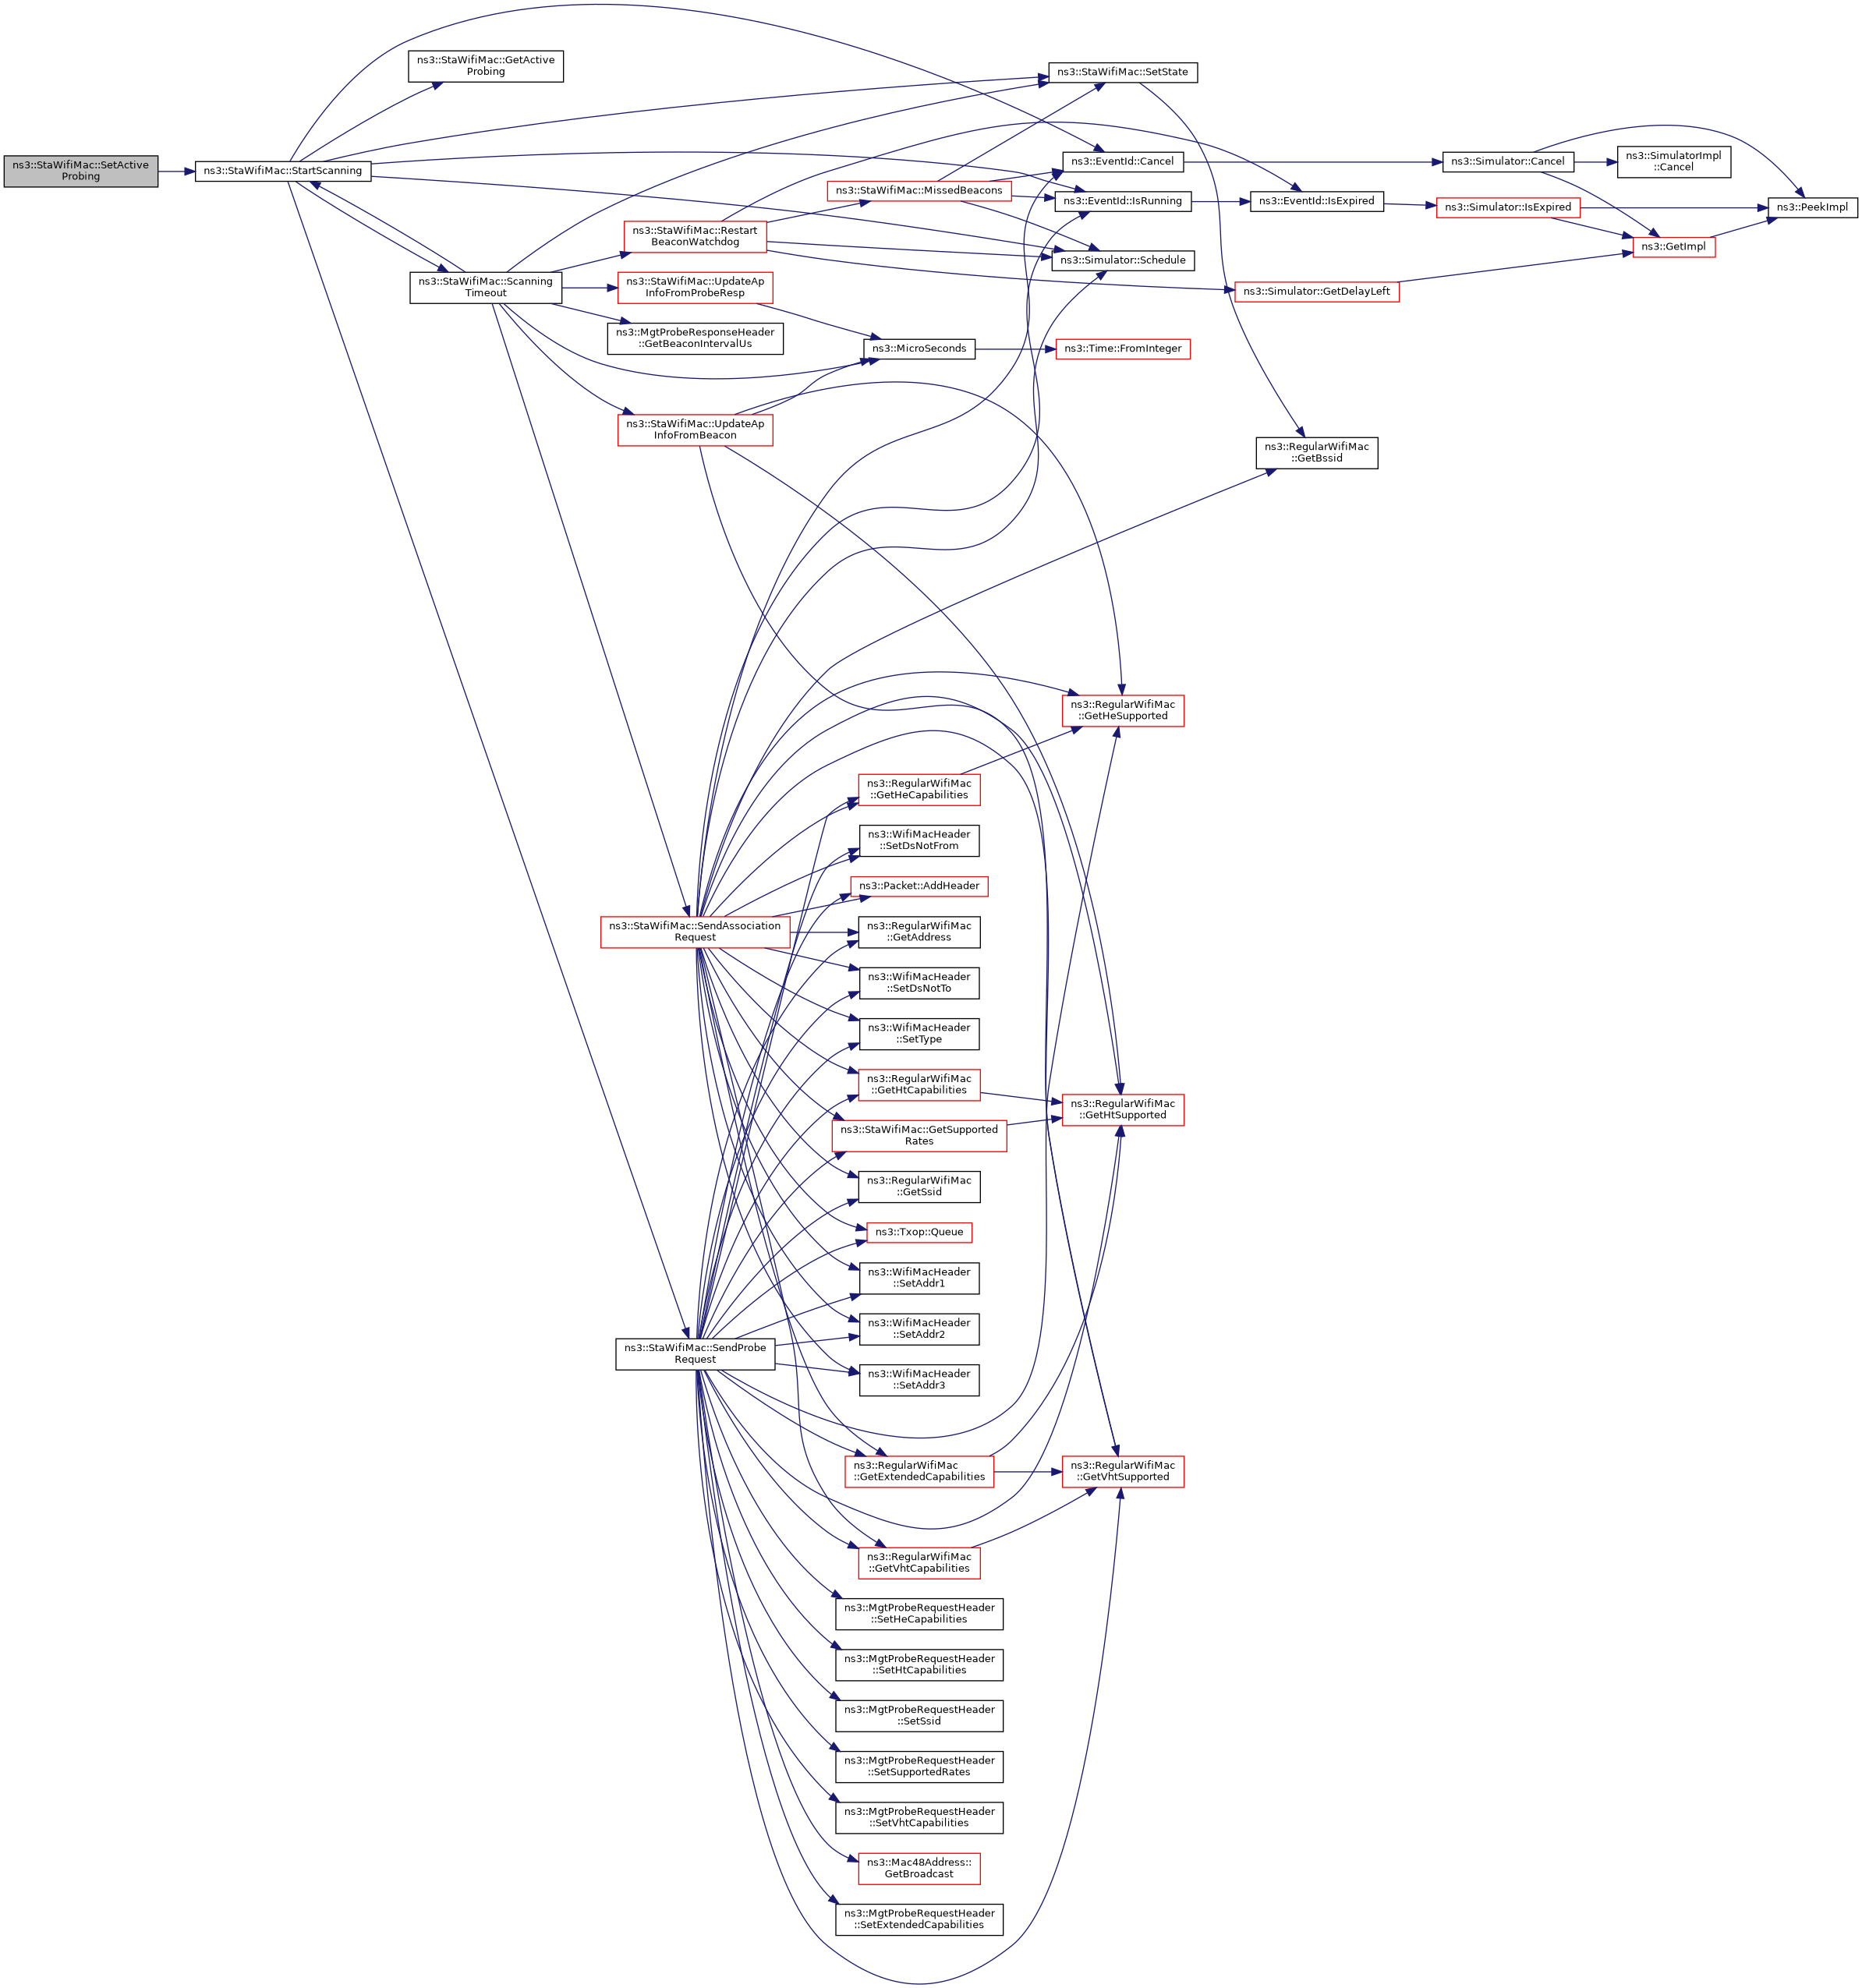 ns3::StaWifiMac::SetActive
Probing
ns3::StaWifiMac::StartScanning
ns3::StaWifiMac::GetActive
Probing
ns3::StaWifiMac::Scanning
Timeout
ns3::StaWifiMac::Restart
BeaconWatchdog
ns3::StaWifiMac::UpdateAp
InfoFromProbeResp
ns3::MgtProbeResponseHeader
::GetBeaconIntervalUs
ns3::StaWifiMac::UpdateAp
InfoFromBeacon
ns3::StaWifiMac::SendAssociation
Request
ns3::StaWifiMac::SendProbe
Request
ns3::StaWifiMac::MissedBeacons
ns3::MicroSeconds
ns3::RegularWifiMac
::GetHeCapabilities
ns3::WifiMacHeader
::SetDsNotFrom
ns3::Packet::AddHeader
ns3::RegularWifiMac
::GetAddress
ns3::WifiMacHeader
::SetDsNotTo
ns3::WifiMacHeader
::SetType
ns3::RegularWifiMac
::GetHtCapabilities
ns3::StaWifiMac::GetSupported
Rates
ns3::RegularWifiMac
::GetSsid
ns3::Txop::Queue
ns3::WifiMacHeader
::SetAddr1
ns3::WifiMacHeader
::SetAddr2
ns3::WifiMacHeader
::SetAddr3
ns3::RegularWifiMac
::GetExtendedCapabilities
ns3::RegularWifiMac
::GetVhtCapabilities
ns3::MgtProbeRequestHeader
::SetHeCapabilities
ns3::MgtProbeRequestHeader
::SetHtCapabilities
ns3::MgtProbeRequestHeader
::SetSsid
ns3::MgtProbeRequestHeader
::SetSupportedRates
ns3::MgtProbeRequestHeader
::SetVhtCapabilities
ns3::Mac48Address::
GetBroadcast
ns3::MgtProbeRequestHeader
::SetExtendedCapabilities
ns3::StaWifiMac::SetState
ns3::EventId::Cancel
ns3::EventId::IsRunning
ns3::Simulator::Schedule
ns3::Time::FromInteger
ns3::RegularWifiMac
::GetHeSupported
ns3::RegularWifiMac
::GetHtSupported
ns3::RegularWifiMac
::GetVhtSupported
ns3::EventId::IsExpired
ns3::Simulator::GetDelayLeft
ns3::RegularWifiMac
::GetBssid
ns3::Simulator::Cancel
ns3::Simulator::IsExpired
ns3::SimulatorImpl
::Cancel
ns3::GetImpl
ns3::PeekImpl